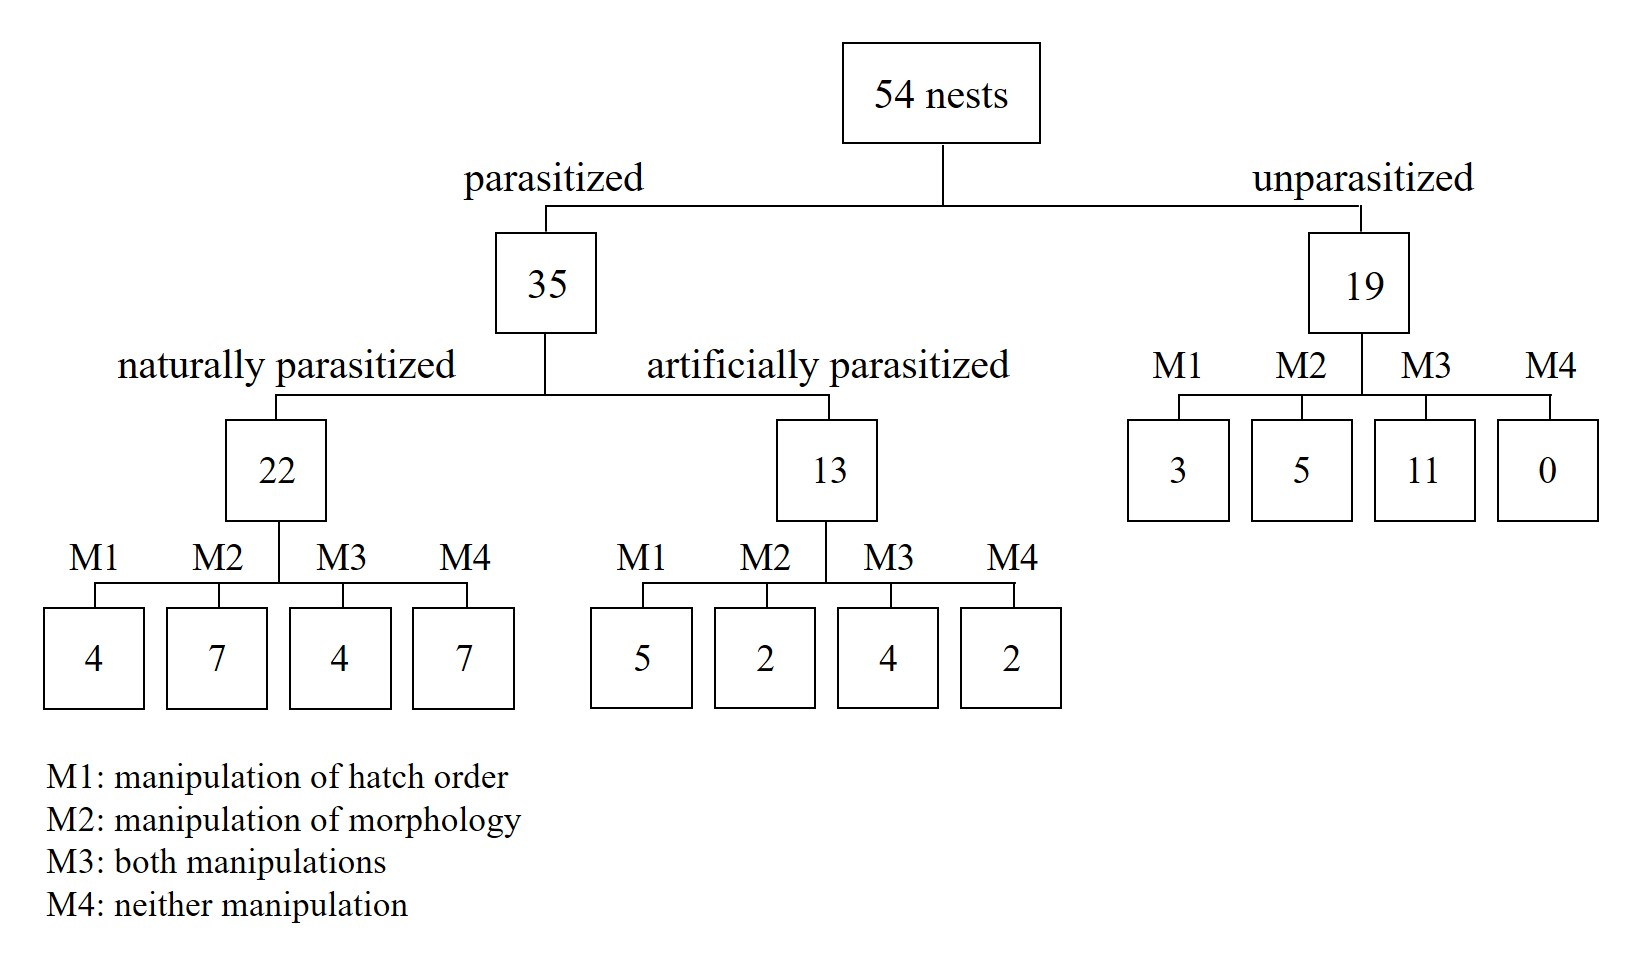 54 nests
parasitized unparasitized
35 19
naturally parasitized artificially parasitized M1 M2 M3 M4
22 13 3 5 11 0
M1 M2 M3 M4 M1 M2 M3 M4
4 7 4 7 5 2 4 2
M1: manipulation of hatch order
M2: manipulation of morphology
M3: both manipulations
M4: neither manipulation